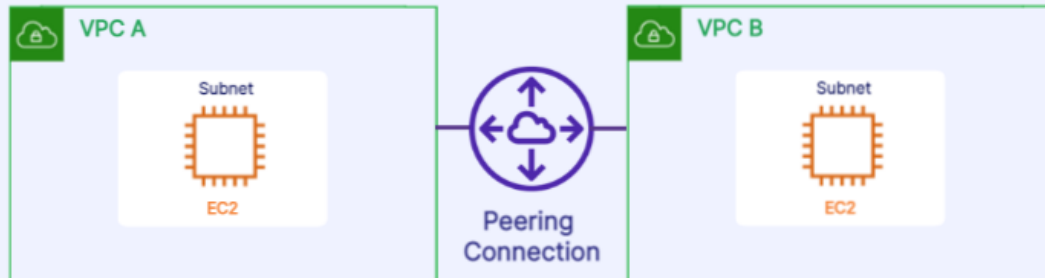 VPC A
Subnet
EC2
Peering
Connection
VPC B
Subnet
EC2